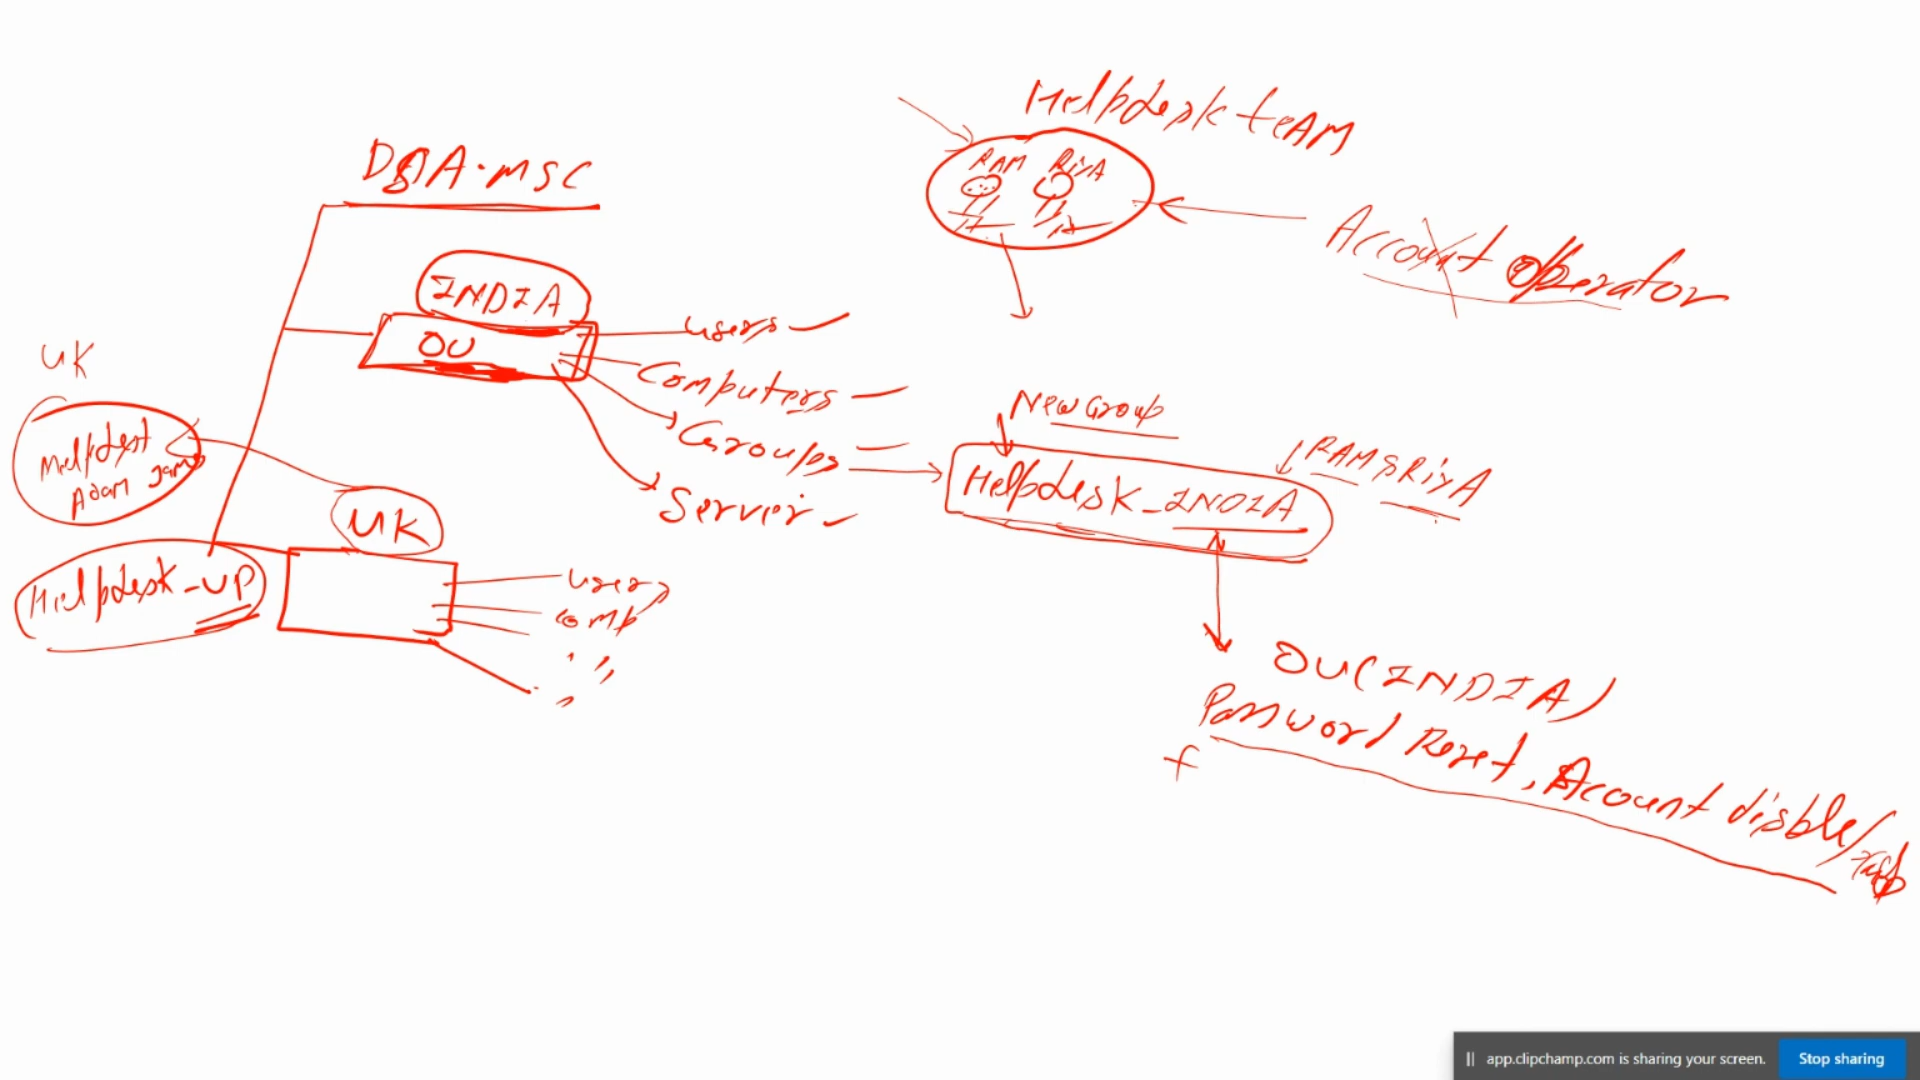 Helpdesk teAM
DSA.MSC
RAM RiyA
Account operator
INDIA
OU
users
Computers
Groups
Server
UK
Helpdest
Adam jam
New Group
Helpdesk_INDIA
RAM & RiyA
UK
Helpdesk_UP
users
comp
OU(INDIA)
Password Reset, Account disble/
app.clipchamp.com is sharing your screen.
Stop sharing